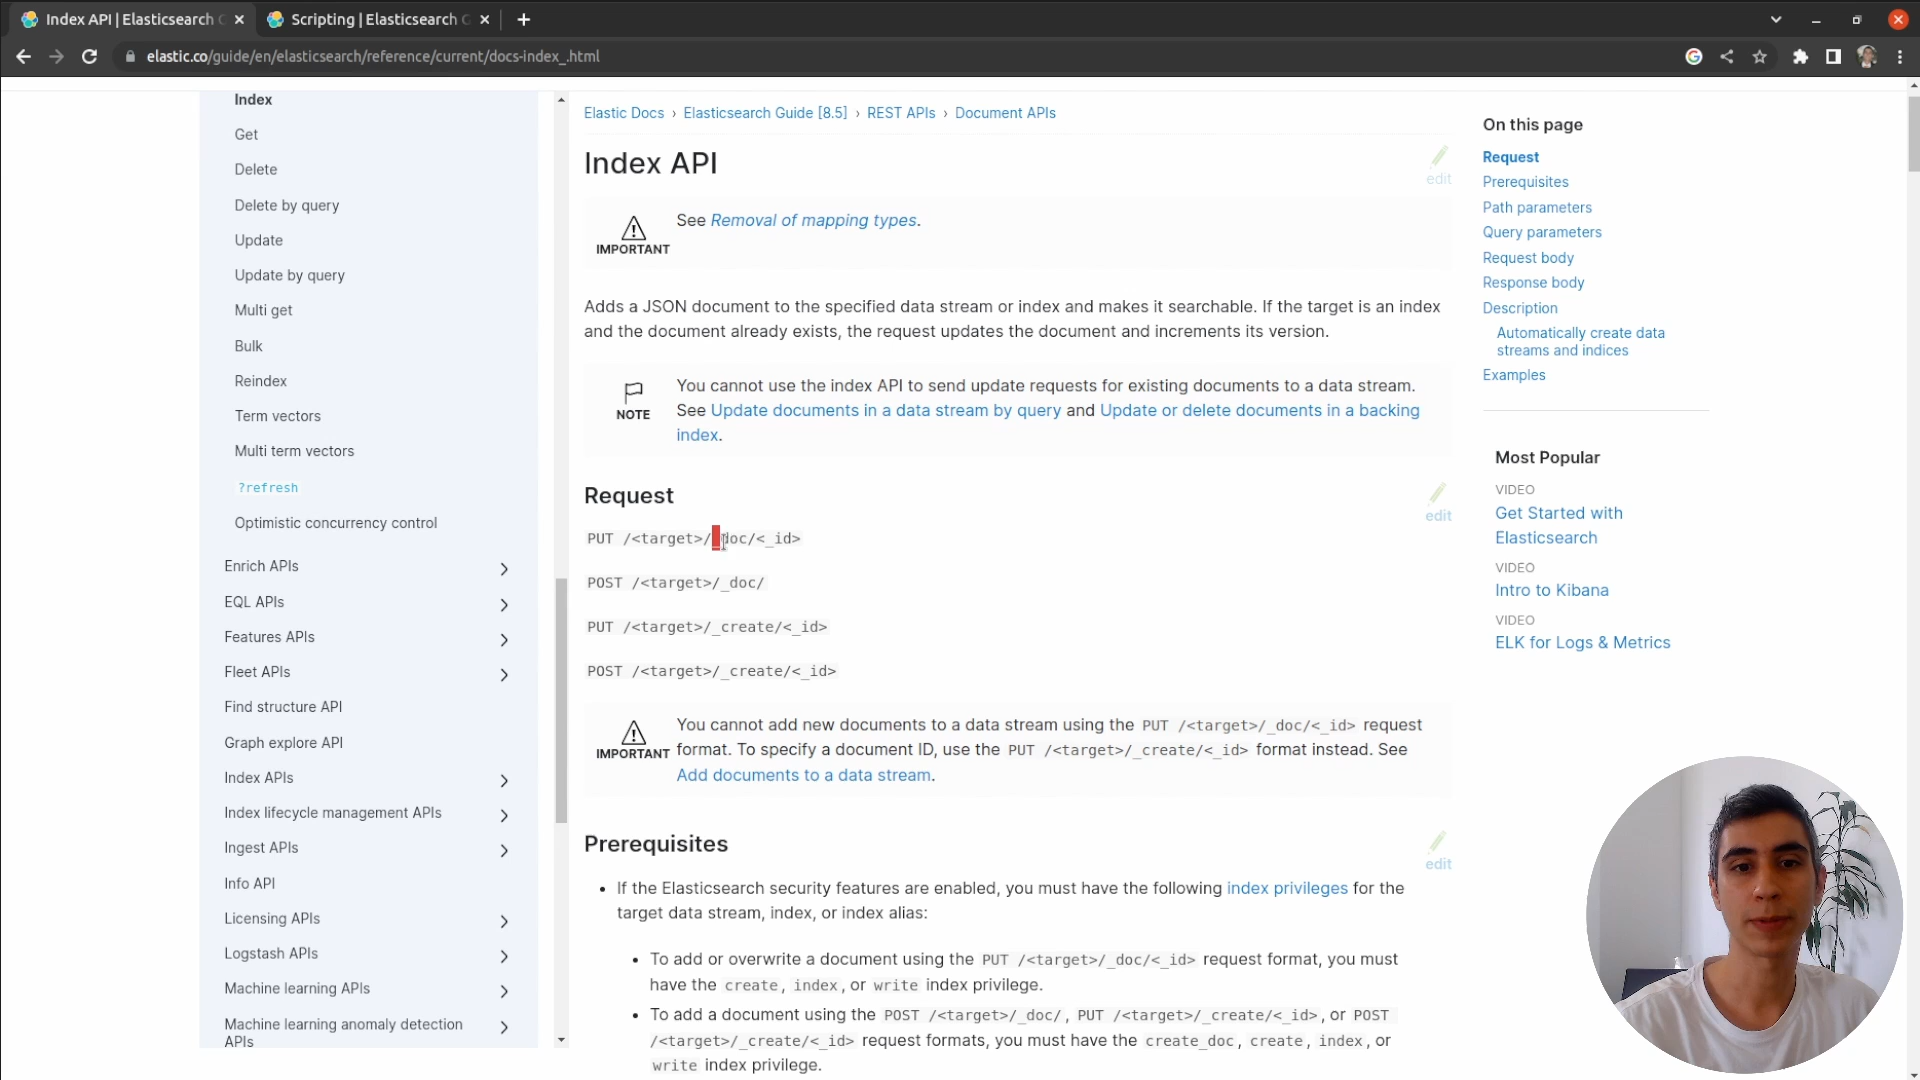 Index API | Elasticsearch G
Scripting | Elasticsearch G
elastic.co/guide/en/elasticsearch/reference/current/docs-index_.html
Index
Get
Delete
Delete by query
Update
Update by query
Multi get
Bulk
Reindex
Term vectors
Multi term vectors
?refresh
Optimistic concurrency control
Enrich APIs
EQL APIs
Features APIs
Fleet APIs
Find structure API
Graph explore API
Index APIs
Index lifecycle management APIs
Ingest APIs
Info API
Licensing APIs
Logstash APIs
Machine learning APIs
Machine learning anomaly detection
APIs
Elastic Docs › Elasticsearch Guide [8.5] › REST APIs › Document APIs
Index API
edit
IMPORTANT
See Removal of mapping types.
Adds a JSON document to the specified data stream or index and makes it searchable. If the target is an index
and the document already exists, the request updates the document and increments its version.
NOTE
You cannot use the index API to send update requests for existing documents to a data stream.
See Update documents in a data stream by query and Update or delete documents in a backing
index.
Request
edit
PUT /<target>/_doc/<_id>
POST /<target>/_doc/
PUT /<target>/_create/<_id>
POST /<target>/_create/<_id>
IMPORTANT
You cannot add new documents to a data stream using the PUT /<target>/_doc/<_id> request
format. To specify a document ID, use the PUT /<target>/_create/<_id> format instead. See
Add documents to a data stream.
Prerequisites
edit
• If the Elasticsearch security features are enabled, you must have the following index privileges for the
target data stream, index, or index alias:
• To add or overwrite a document using the PUT /<target>/_doc/<_id> request format, you must
have the create, index, or write index privilege.
• To add a document using the POST /<target>/_doc/, PUT /<target>/_create/<_id>, or POST
/<target>/_create/<_id> request formats, you must have the create_doc, create, index, or
write index privilege.
On this page
Request
Prerequisites
Path parameters
Query parameters
Request body
Response body
Description
Automatically create data
streams and indices
Examples
Most Popular
VIDEO
Get Started with
Elasticsearch
VIDEO
Intro to Kibana
VIDEO
ELK for Logs & Metrics